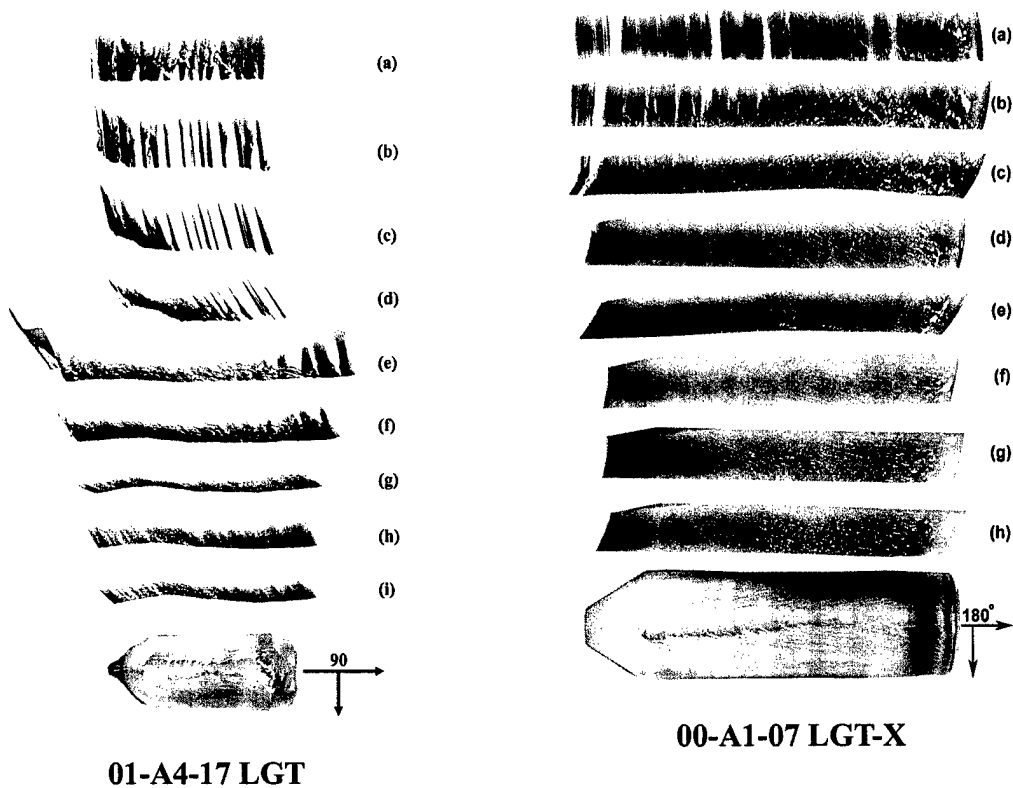 (a)
(b)
(c)
(d)
(e)
(f)
(g)
(h)
(i)
90
01-A4-17 LGT
(a)
(b)
(c)
(d)
(e)
(f)
(g)
(h)
180°
00-A1-07 LGT-X